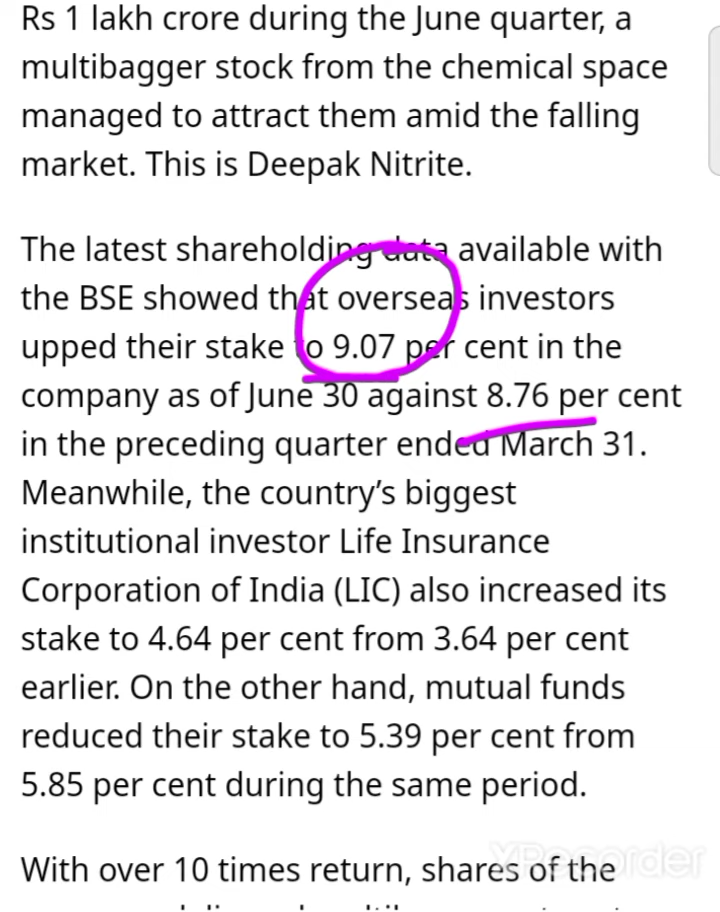 Rs 1 lakh crore during the June quarter, a
multibagger stock from the chemical space
managed to attract them amid the falling
market. This is Deepak Nitrite.
The latest shareholding data available with
the BSE showed that overseas investors
upped their stake to 9.07 per cent in the
company as of June 30 against 8.76 per cent
in the preceding quarter ended March 31.
Meanwhile, the country’s biggest
institutional investor Life Insurance
Corporation of India (LIC) also increased its
stake to 4.64 per cent from 3.64 per cent
earlier. On the other hand, mutual funds
reduced their stake to 5.39 per cent from
5.85 per cent during the same period.
With over 10 times return, shares of the
XRecorder